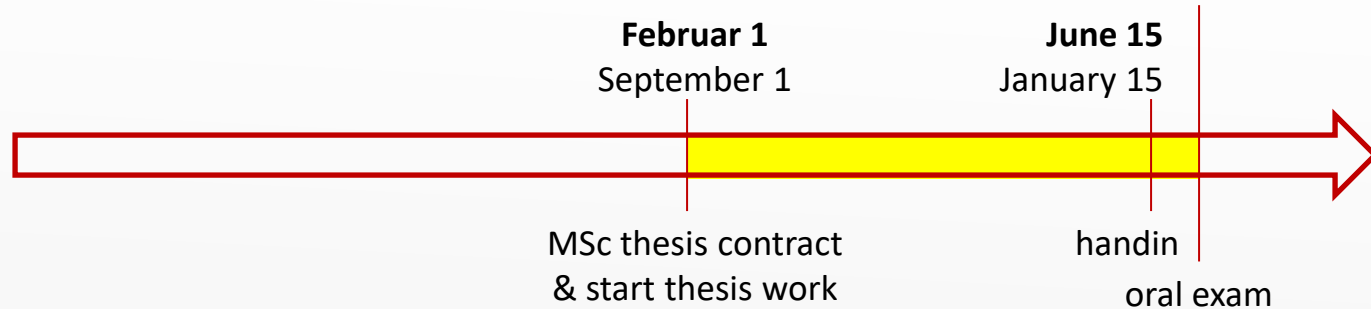 Februar 1
September 1
June 15
January 15
MSc thesis contract
& start thesis work
handin
oral exam